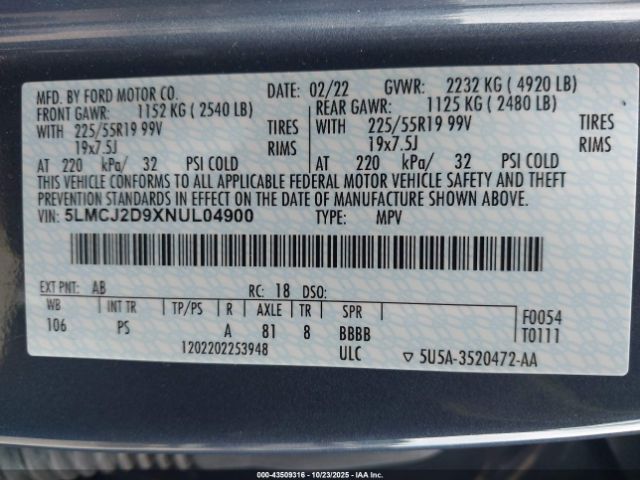 MFD. BY FORD MOTOR CO. DATE: 02/22 GVWR: 2232 KG ( 4920 LB)
FRONT GAWR: 1152 KG ( 2540 LB) REAR GAWR: 1125 KG ( 2480 LB)
WITH 225/55R19 99V TIRES WITH 225/55R19 99V TIRES
19x7.5J RIMS 19x7.5J RIMS
AT 220 kPa/ 32 PSI COLD AT 220 kPa/ 32 PSI COLD
THIS VEHICLE CONFORMS TO ALL APPLICABLE FEDERAL MOTOR VEHICLE SAFETY AND THEFT
PREVENTION STANDARDS IN EFFECT ON THE DATE OF MANUFACTURE SHOWN ABOVE.
VIN: 5LMCJ2D9XNUL04900 TYPE: MPV
EXT PNT: AB RC: 18 DSO:
WB INT TR TP/PS R AXLE TR SPR F0054
106 PS A 81 8 BBBB T0111
1202202253948 ULC ▽ 5U5A-3520472-AA
00 - 43509316 - 10/23/2025 - IAA Inc.